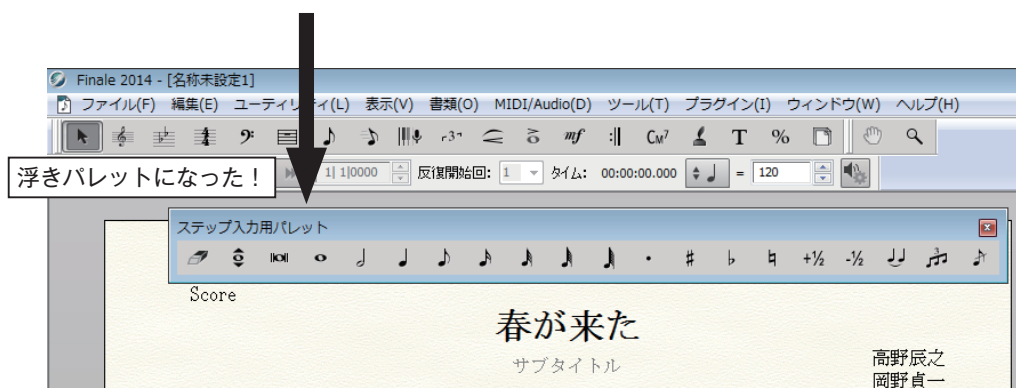 Finale 2014 - [名称未設定1]
ファイル(F) 編集(E) ユーティリティ(L) 表示(V) 書類(O) MIDI/Audio(D) ツール(T) プラグイン(I) ウィンドウ(W) ヘルプ(H)
3 mf CM7 T %
浮きパレットになった！
1| 1|0000 反復開始回: 1 タイム: 00:00:00.000 = 120
ステップ入力用パレット
+½ -½ 3
Score
春が来た
サブタイトル
高野辰之
岡野貞一